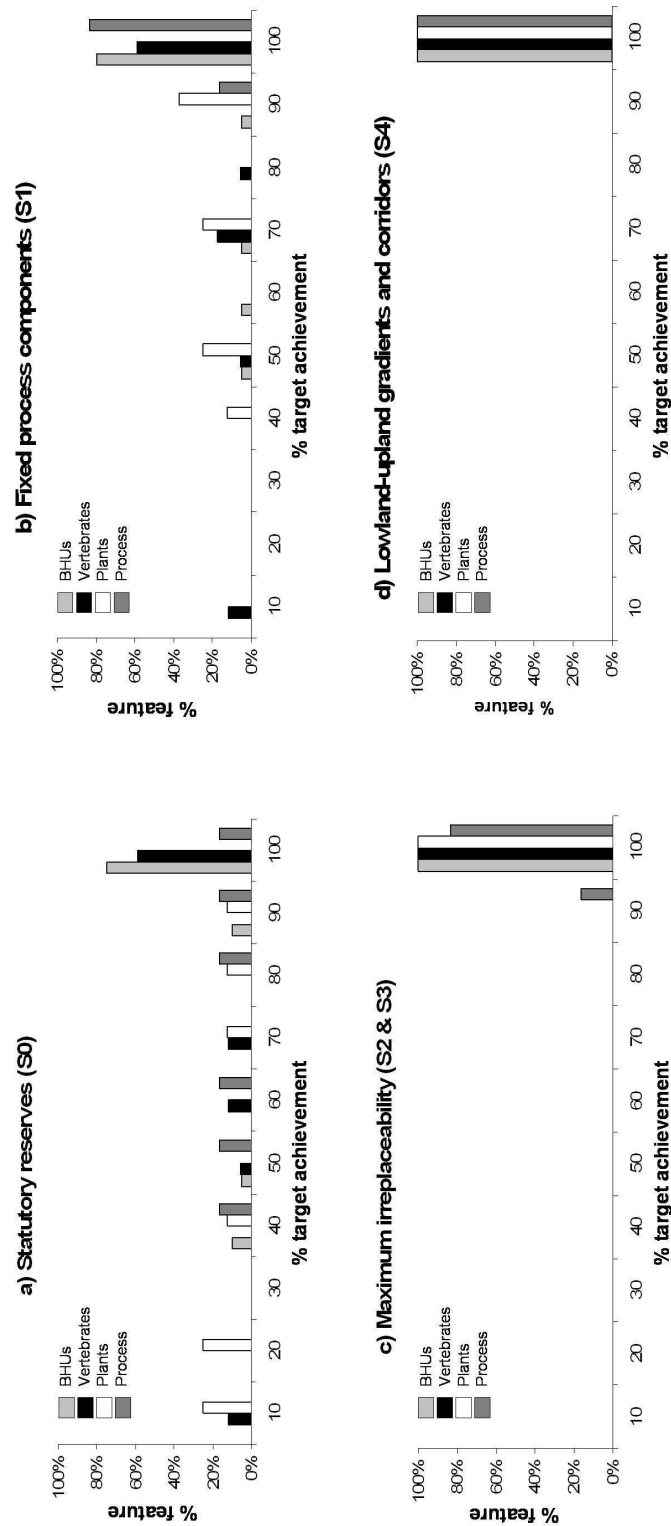 a) Statutory reserves (S0)
BHUs
Vertebrates
Plants
Process
% feature
100%
80%
60%
40%
20%
0%
10 20 30 40 50 60 70 80 90 100
% target achievement
b) Fixed process components (S1)
BHUs
Vertebrates
Plants
Process
% feature
100%
80%
60%
40%
20%
0%
10 20 30 40 50 60 70 80 90 100
% target achievement
c) Maximum irreplaceability (S2 & S3)
BHUs
Vertebrates
Plants
Process
% feature
100%
80%
60%
40%
20%
0%
10 20 30 40 50 60 70 80 90 100
% target achievement
d) Lowland-upland gradients and corridors (S4)
BHUs
Vertebrates
Plants
Process
% feature
100%
80%
60%
40%
20%
0%
10 20 30 40 50 60 70 80 90 100
% target achievement